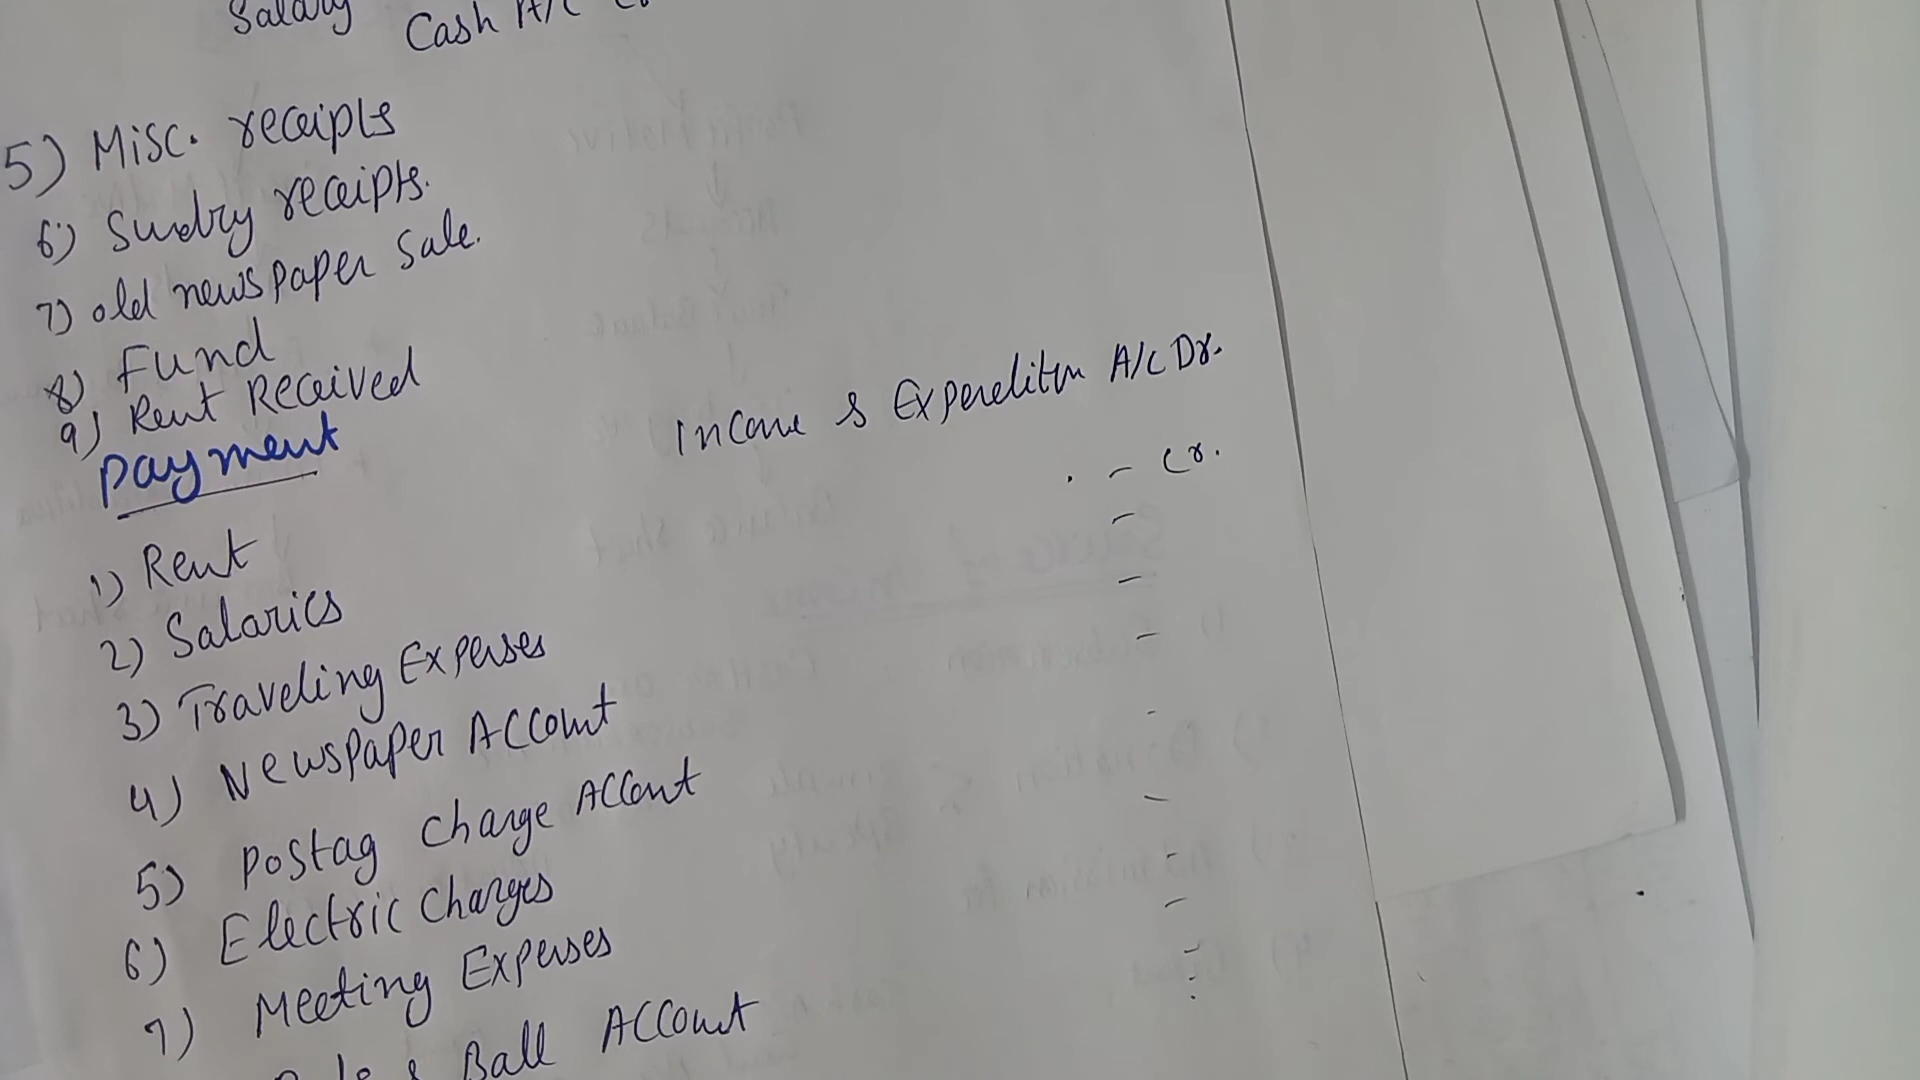 Salary
Cash A/C
5) Misc. receipts
6) Sundry receipts.
7) old newspaper sale.
8) Fund
9) Rent Received
Payment
Income & Expenditure A/C Dr.
- Cr.
1) Rent
2) Salaries
3) Traveling Expenses
4) Newspaper Account
5) Postag Charge Account
6) Electric Charges
7) Meeting Expenses
& Ball Account